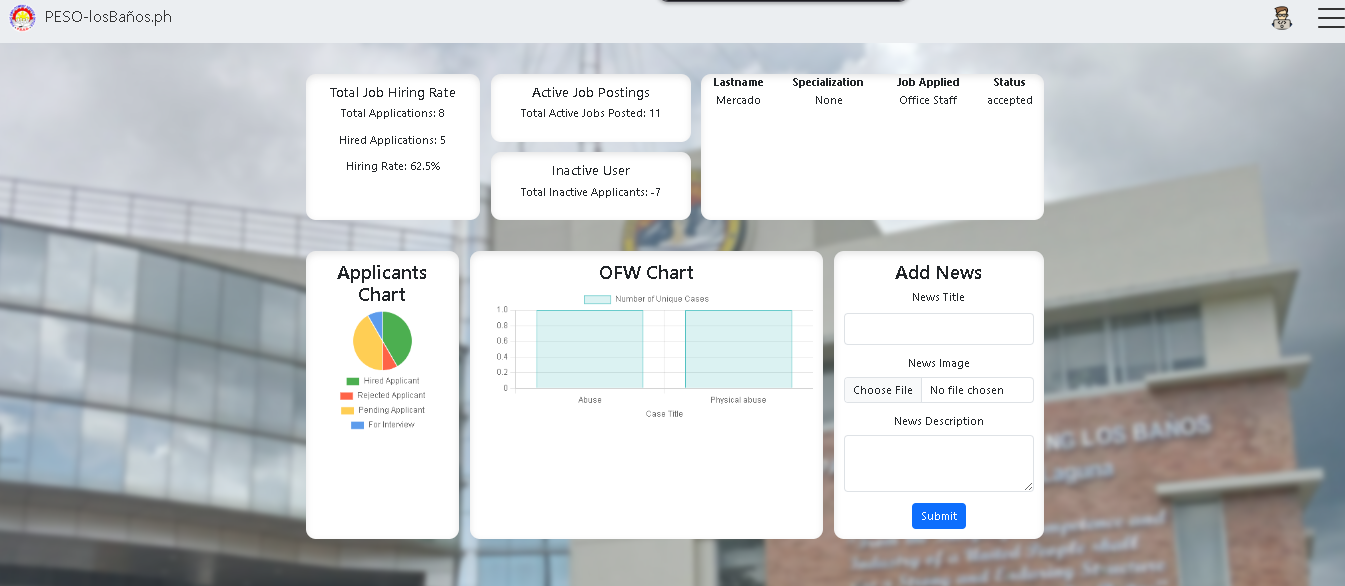 PESO-losBaños.ph
Total Job Hiring Rate
Total Applications: 8
Hired Applications: 5
Hiring Rate: 62.5%
Active Job Postings
Total Active Jobs Posted: 11
Inactive User
Total Inactive Applicants: -7
Lastname Specialization Job Applied Status
Mercado None Office Staff accepted
Applicants
Chart
Hired Applicant
Rejected Applicant
Pending Applicant
For Interview
OFW Chart
Number of Unique Cases
1.0
0.8
0.6
0.4
0.2
0
Abuse Physical abuse
Case Title
Add News
News Title
News Image
Choose File No file chosen
News Description
Submit
NG LOS BAÑOS
Laguna